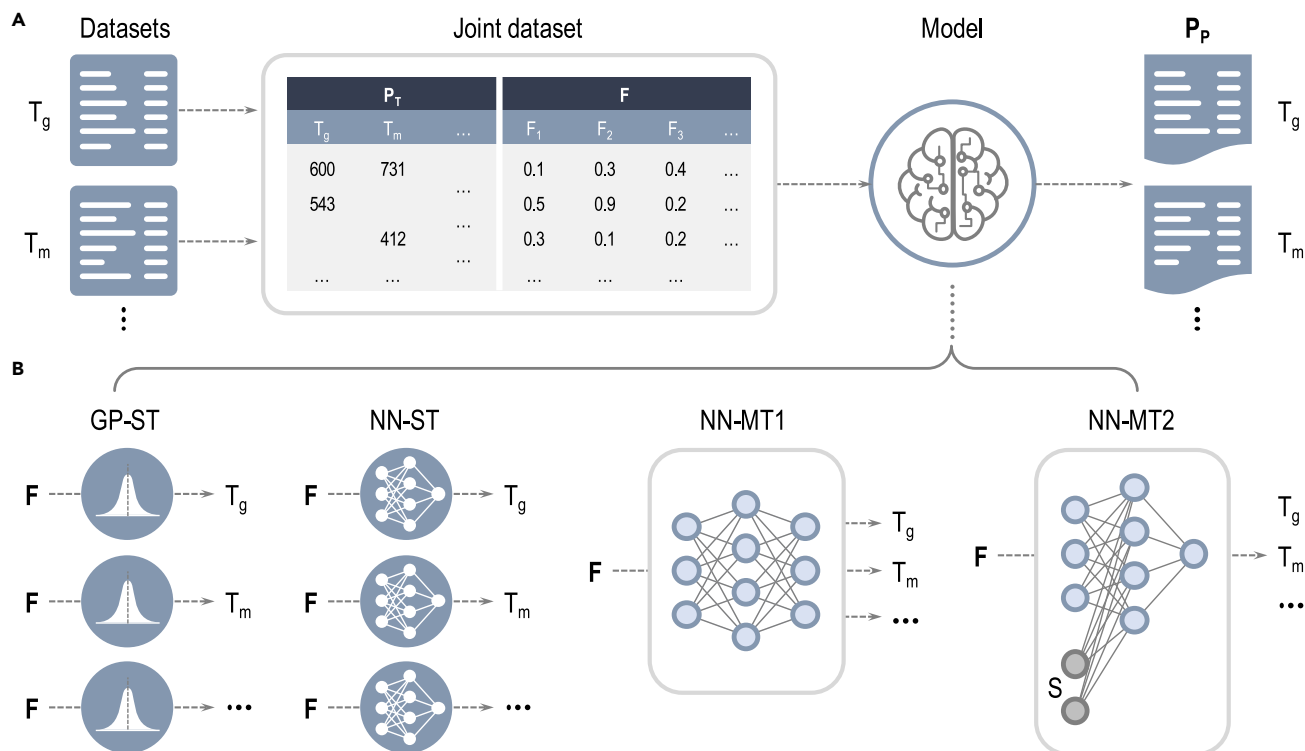 A
Datasets
Joint dataset
Model
P_P
T_g
T_m
P_T F
T_g T_m … F_1 F_2 F_3 …
600 731 … 0.1 0.3 0.4 …
543 … 0.5 0.9 0.2 …
412 … 0.3 0.1 0.2 …
… … … … …
T_g
T_m
B
GP-ST
NN-ST
NN-MT1
NN-MT2
F T_g
F T_m
F …
F T_g
F T_m
F …
F
T_g
T_m
…
F
S
T_g
T_m
…